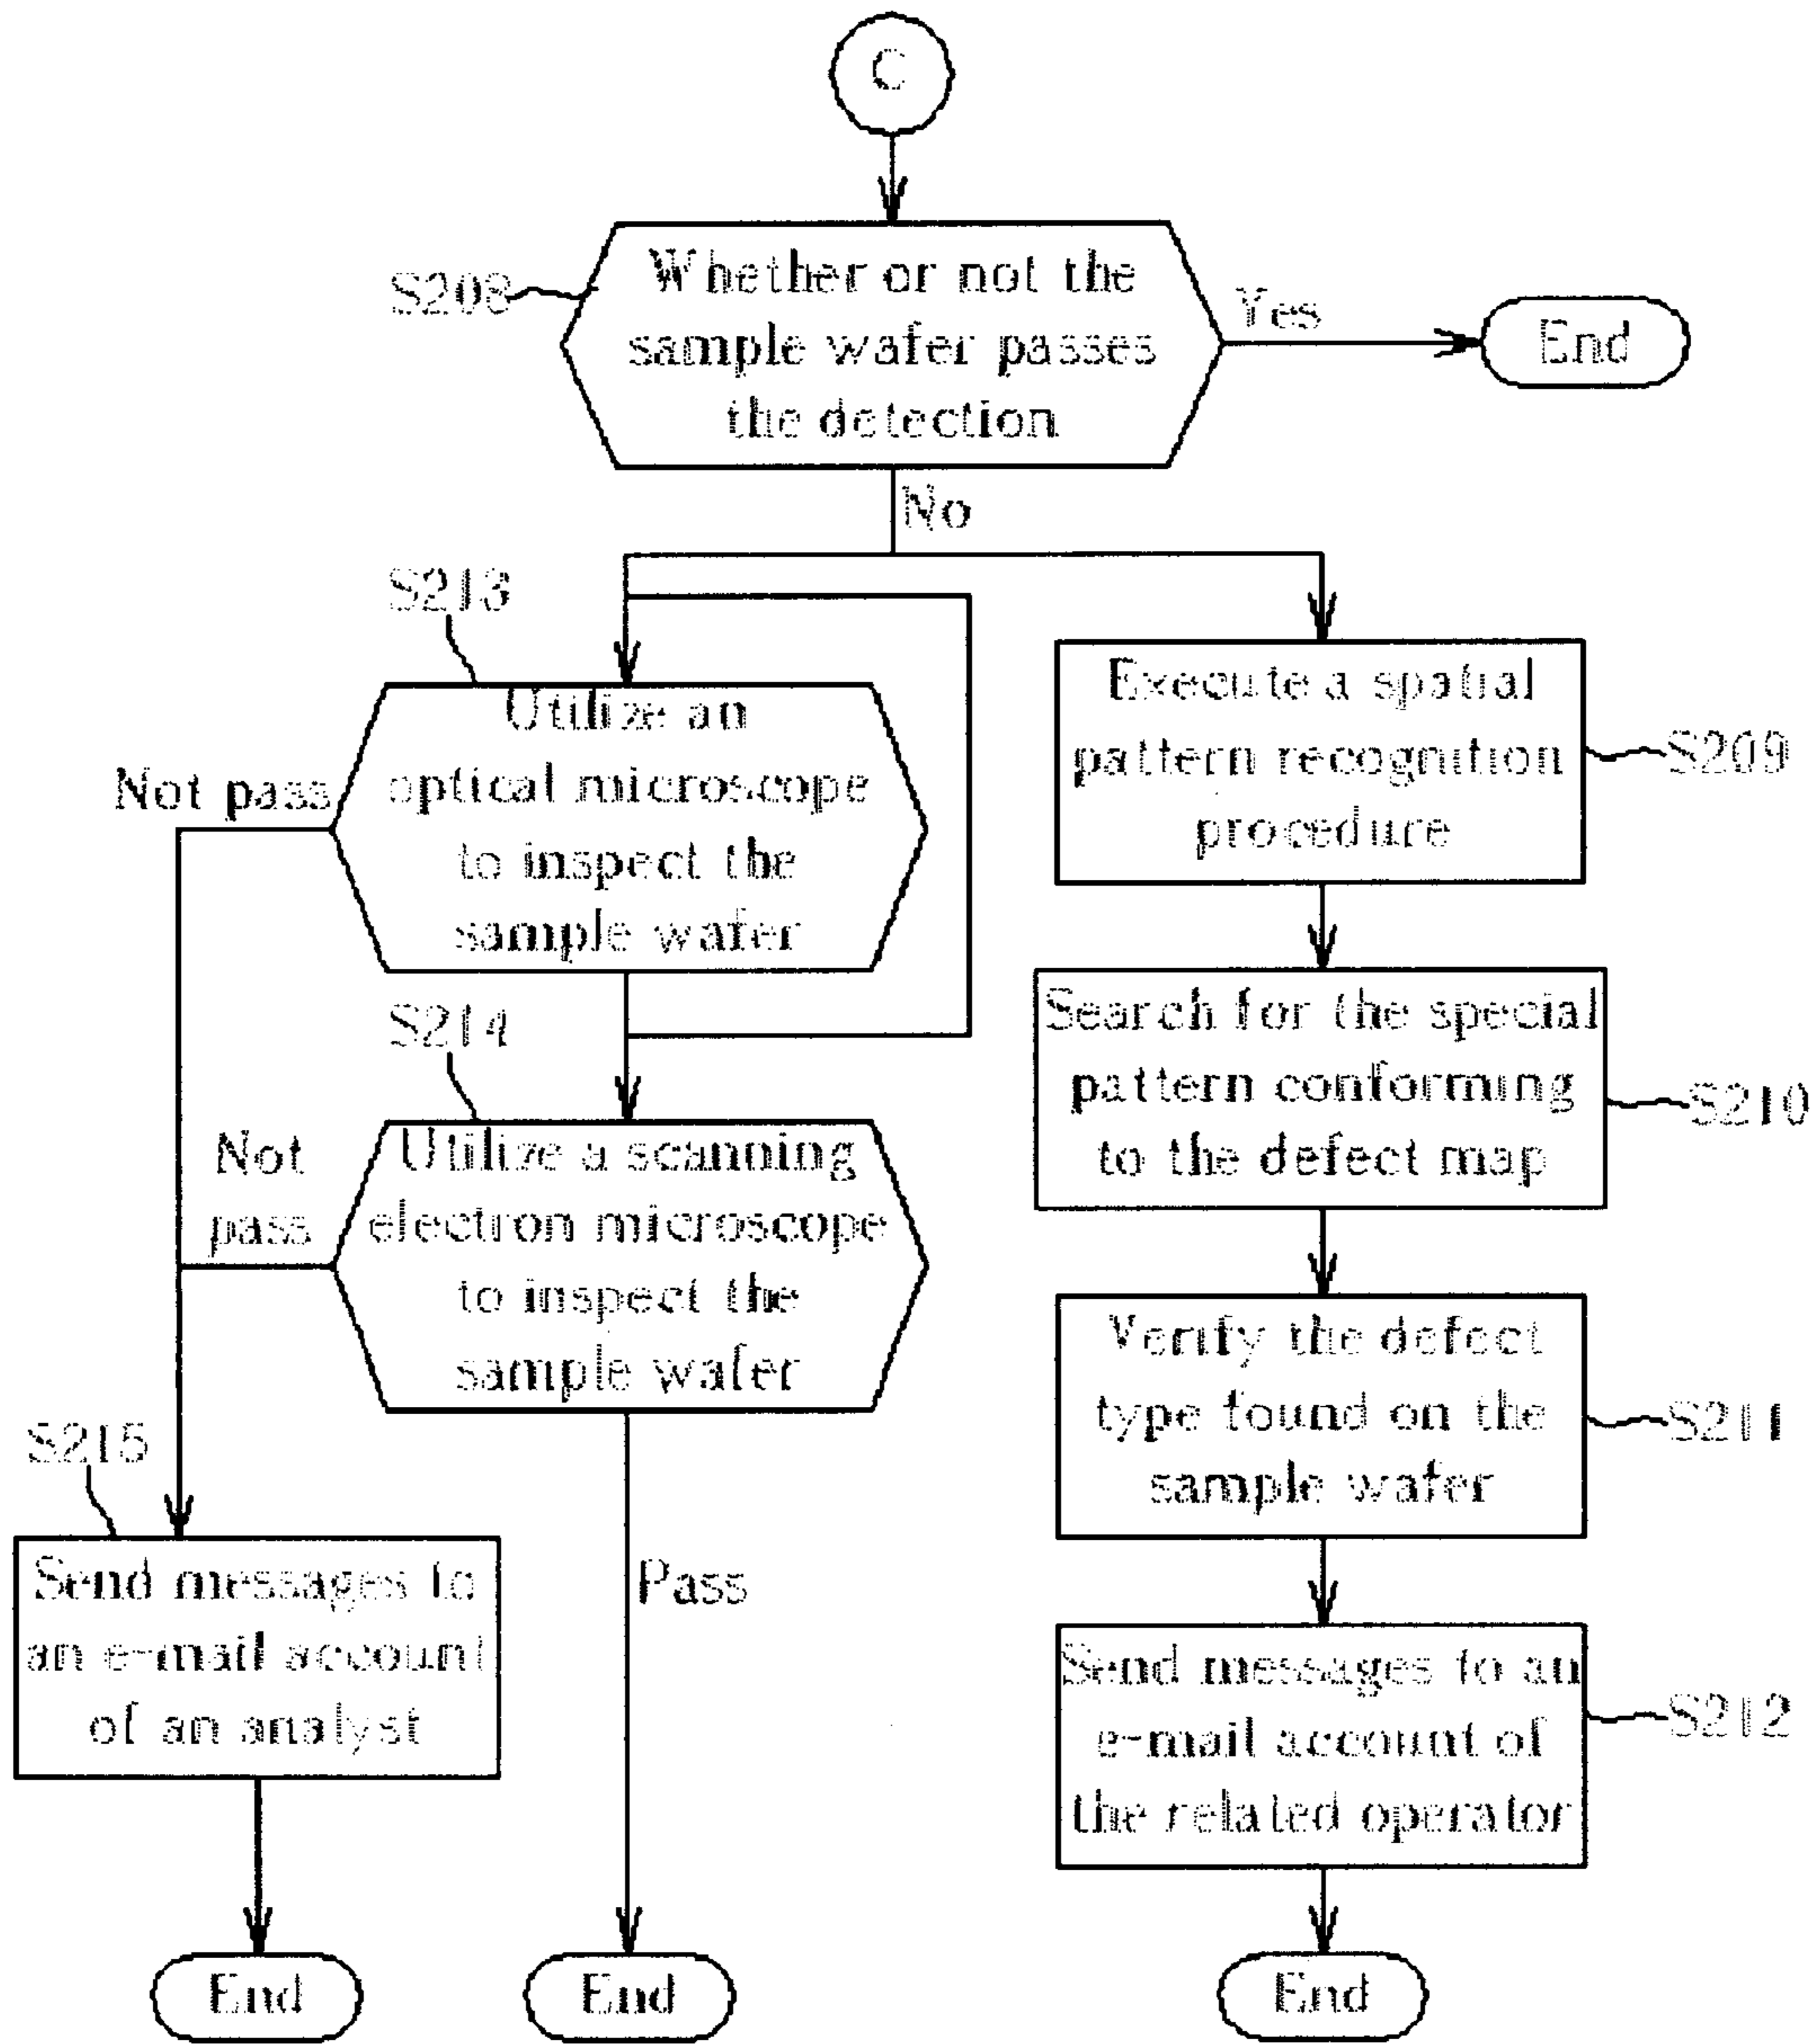 C
S208
Whether or not the
sample wafer passes
the detection
Yes
End
No
S213
Utilize an
optical microscope
to inspect the
sample wafer
Not pass
S214
Utilize a scanning
electron microscope
to inspect the
sample wafer
Not
pass
Pass
S215
Send messages to
an e-mail account
of an analyst
End
End
Execute a spatial
pattern recognition
procedure
S209
Search for the special
pattern conforming
to the defect map
S210
Verify the defect
type found on the
sample wafer
S211
Send messages to an
e-mail account of
the related operator
S212
End